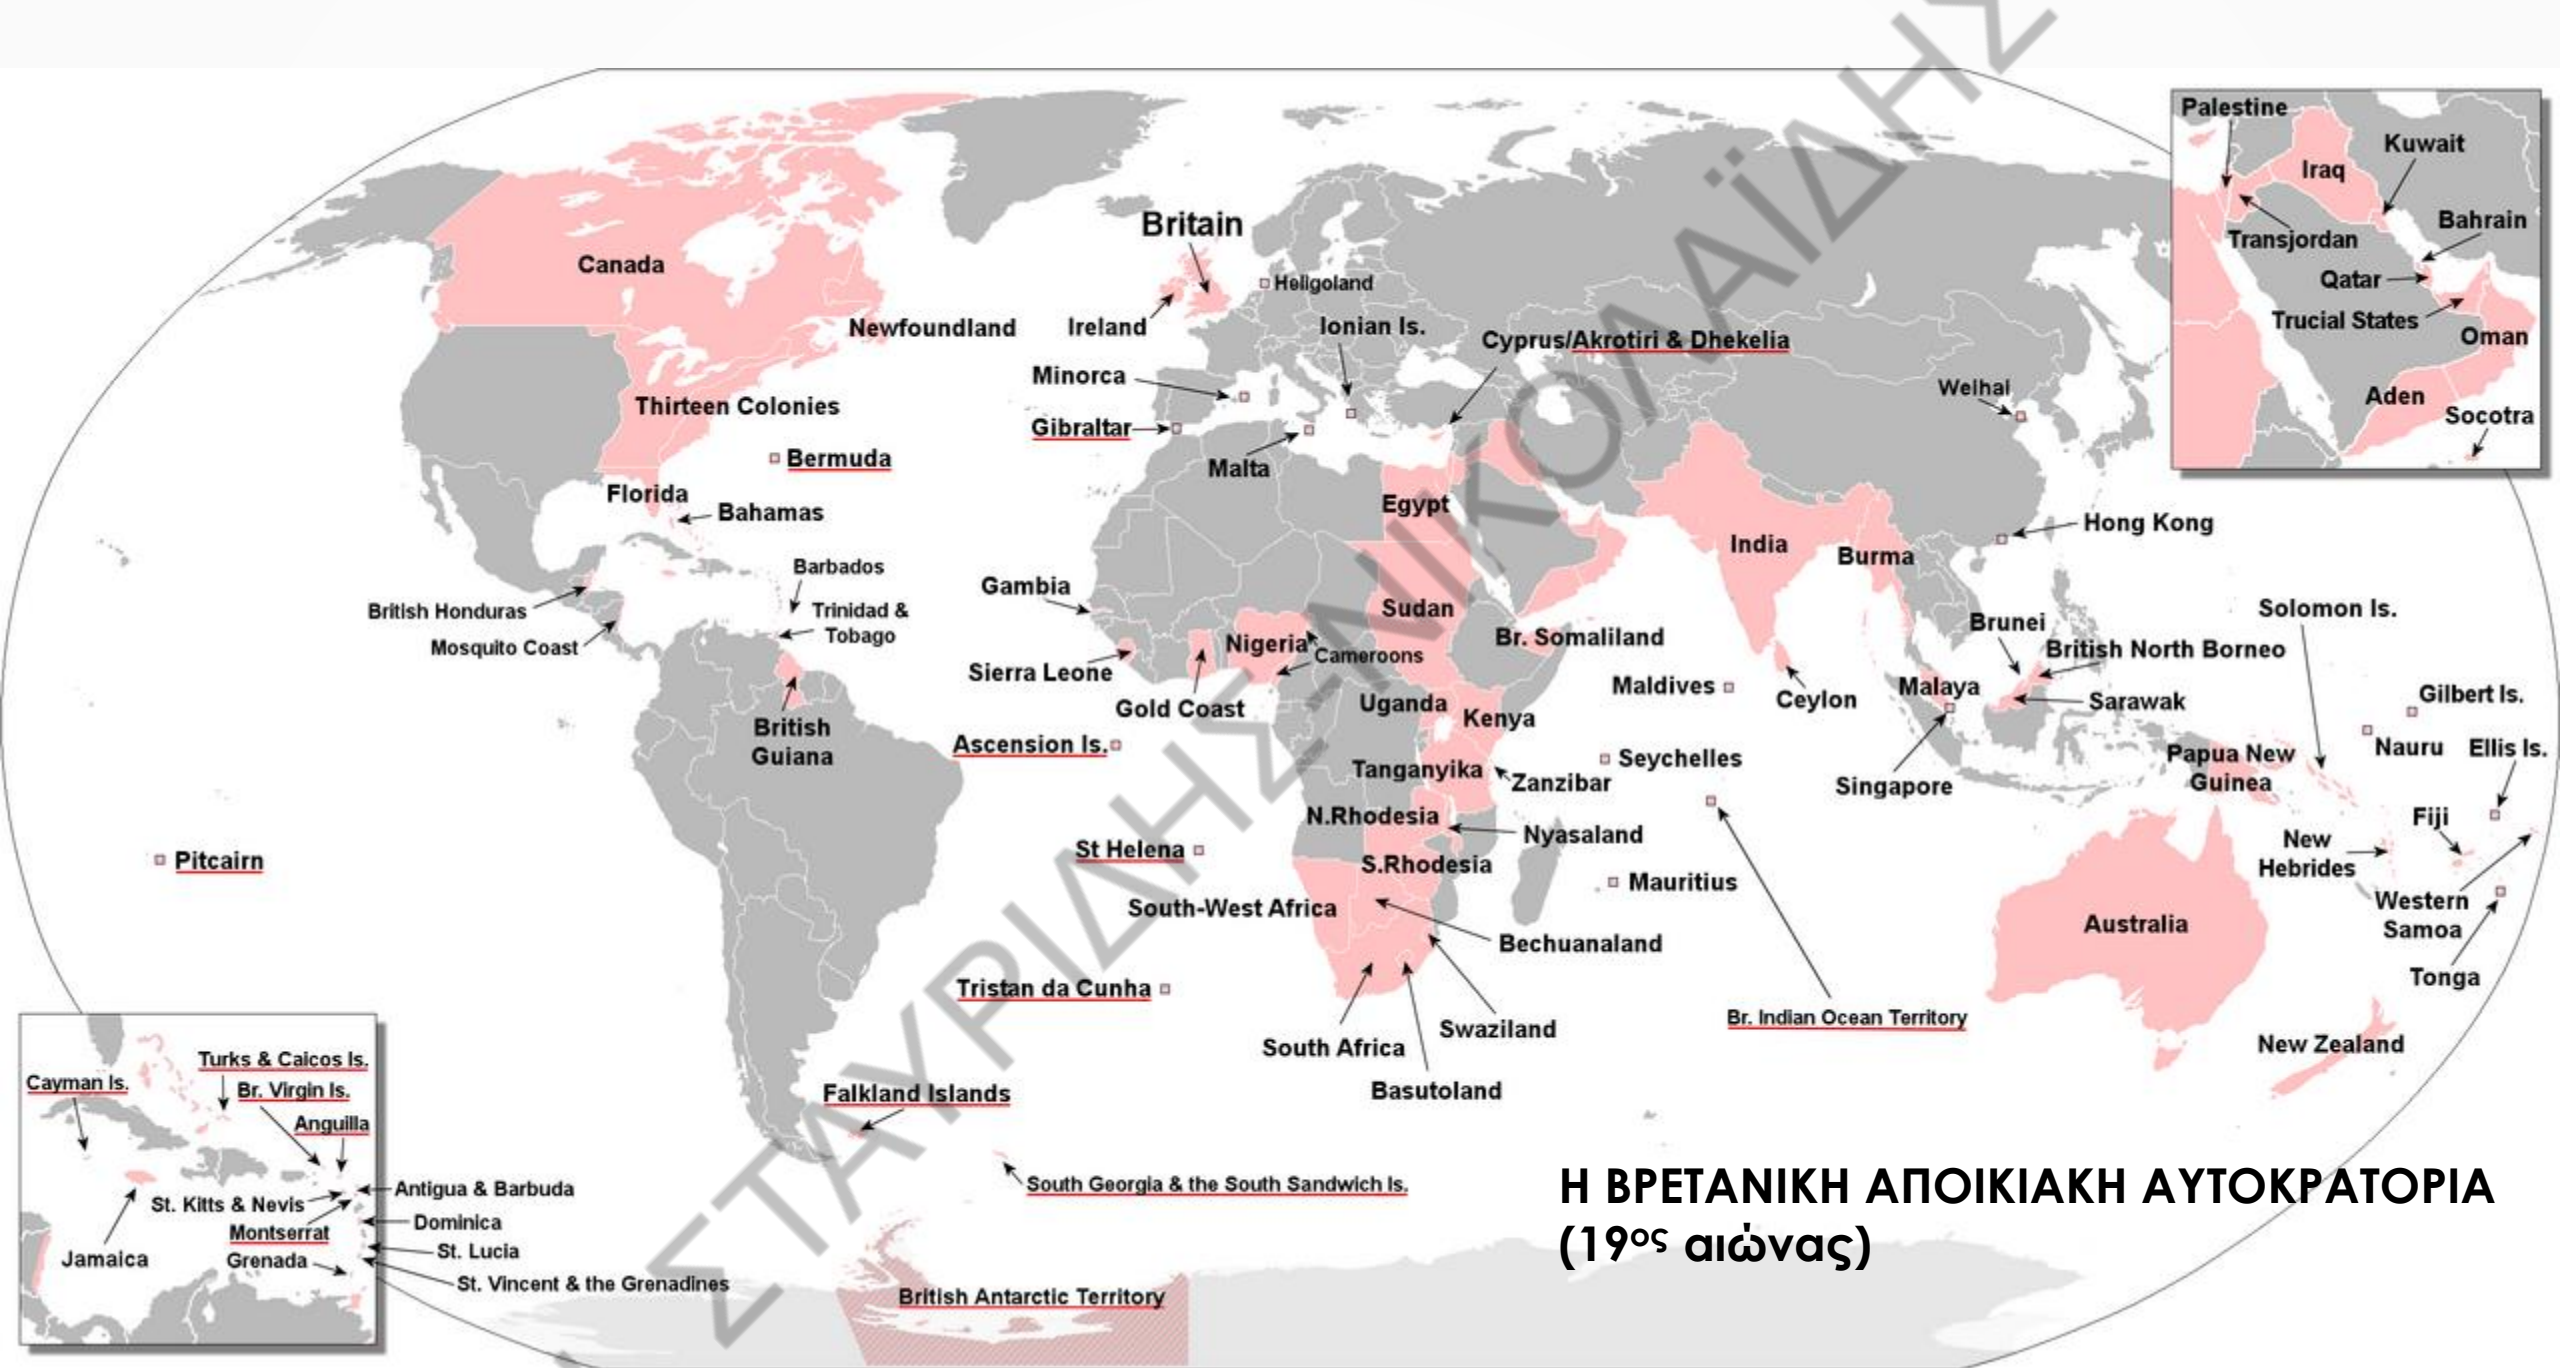 ΣΤΑΥΡΙΔΗΣ ΝΙΚΟΛΑΪΔΗΣ
Palestine
Kuwait
Iraq
Bahrain
Transjordan
Qatar
Trucial States
Oman
Aden
Socotra
Britain
Canada
Heligoland
Newfoundland
Ireland
Ionian Is.
Cyprus/Akrotiri & Dhekelia
Minorca
Weihai
Thirteen Colonies
Gibraltar
Bermuda
Malta
Florida
Bahamas
Egypt
Hong Kong
India
Burma
Barbados
Gambia
British Honduras
Trinidad &
Tobago
Sudan
Solomon Is.
Mosquito Coast
Nigeria
Cameroons
Br. Somaliland
Brunei
British North Borneo
Sierra Leone
Maldives
Malaya
Gilbert Is.
Gold Coast
Uganda
Kenya
Ceylon
Sarawak
British
Guiana
Ascension Is.
Seychelles
Nauru
Ellis Is.
Tanganyika
Zanzibar
Singapore
Papua New
Guinea
N.Rhodesia
Nyasaland
Fiji
Pitcairn
St Helena
S.Rhodesia
New
Hebrides
Mauritius
South-West Africa
Western
Samoa
Australia
Bechuanaland
Tonga
Tristan da Cunha
Br. Indian Ocean Territory
Swaziland
South Africa
New Zealand
Basutoland
Falkland Islands
South Georgia & the South Sandwich Is.
Turks & Caicos Is.
Cayman Is.
Br. Virgin Is.
Anguilla
Antigua & Barbuda
St. Kitts & Nevis
Dominica
Montserrat
St. Lucia
Jamaica
Grenada
St. Vincent & the Grenadines
British Antarctic Territory
Η ΒΡΕΤΑΝΙΚΗ ΑΠΟΙΚΙΑΚΗ ΑΥΤΟΚΡΑΤΟΡΙΑ
(19ος αιώνας)